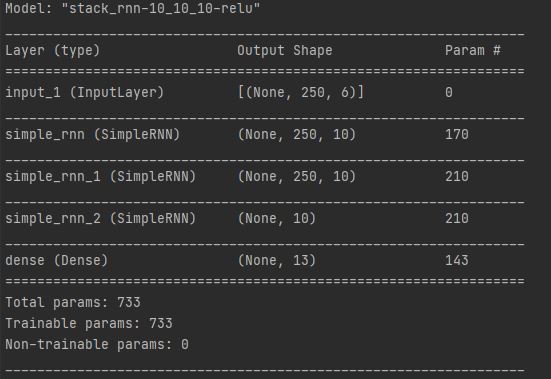 Model: "stack_rnn-10_10_10-relu"
_________________________________________________________________
Layer (type)                 Output Shape              Param #
=================================================================
input_1 (InputLayer)         [(None, 250, 6)]          0
_________________________________________________________________
simple_rnn (SimpleRNN)       (None, 250, 10)           170
_________________________________________________________________
simple_rnn_1 (SimpleRNN)     (None, 250, 10)           210
_________________________________________________________________
simple_rnn_2 (SimpleRNN)     (None, 10)                210
_________________________________________________________________
dense (Dense)                (None, 13)                143
=================================================================
Total params: 733
Trainable params: 733
Non-trainable params: 0
_________________________________________________________________